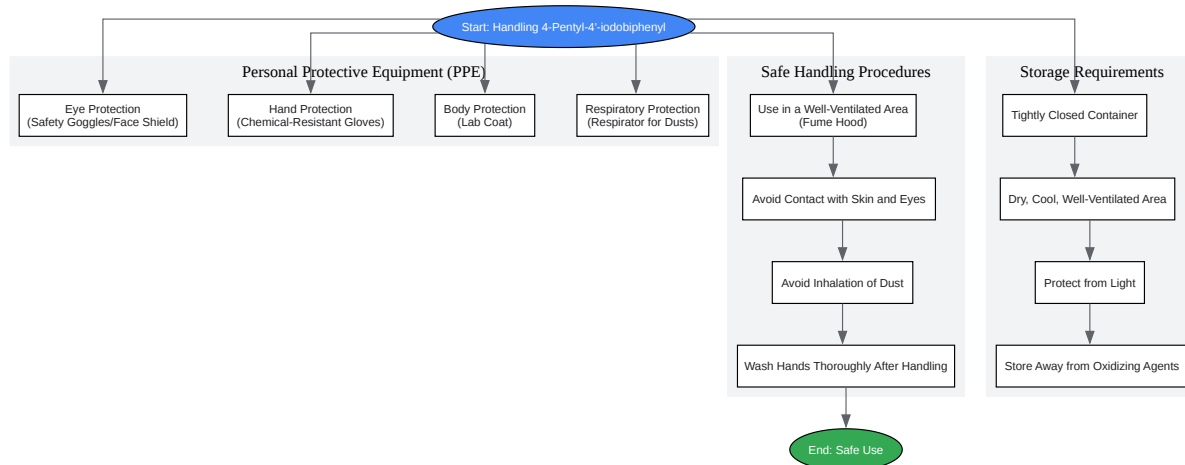 Start: Handling 4-Pentyl-4'-iodobiphenyl
Personal Protective Equipment (PPE)
Eye Protection
(Safety Goggles/Face Shield)
Hand Protection
(Chemical-Resistant Gloves)
Body Protection
(Lab Coat)
Respiratory Protection
(Respirator for Dusts)
Safe Handling Procedures
Use in a Well-Ventilated Area
(Fume Hood)
Avoid Contact with Skin and Eyes
Avoid Inhalation of Dust
Wash Hands Thoroughly After Handling
Storage Requirements
Tightly Closed Container
Dry, Cool, Well-Ventilated Area
Protect from Light
Store Away from Oxidizing Agents
End: Safe Use